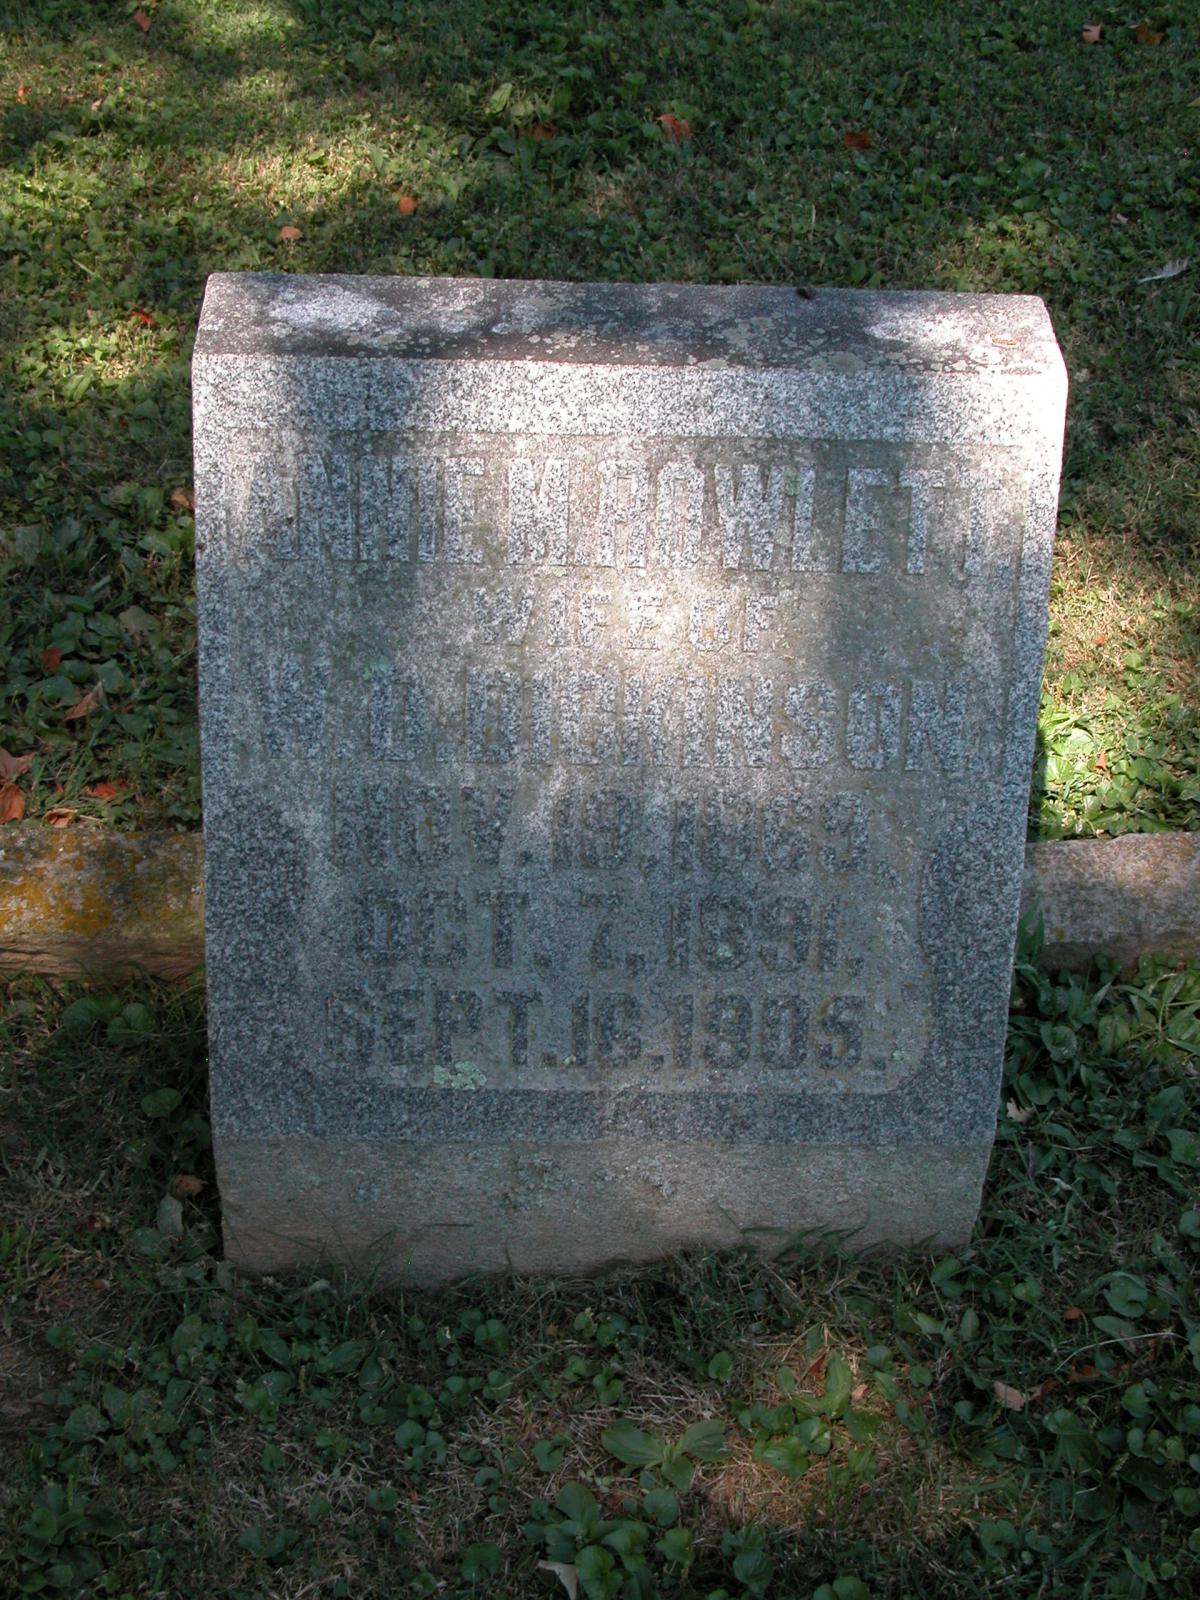 ANNIE M. ROWLETT
WIFE OF
W. D. DICKINSON.
NOV. 19, 1869.
OCT. 7, 1891.
SEPT. 16, 1905.